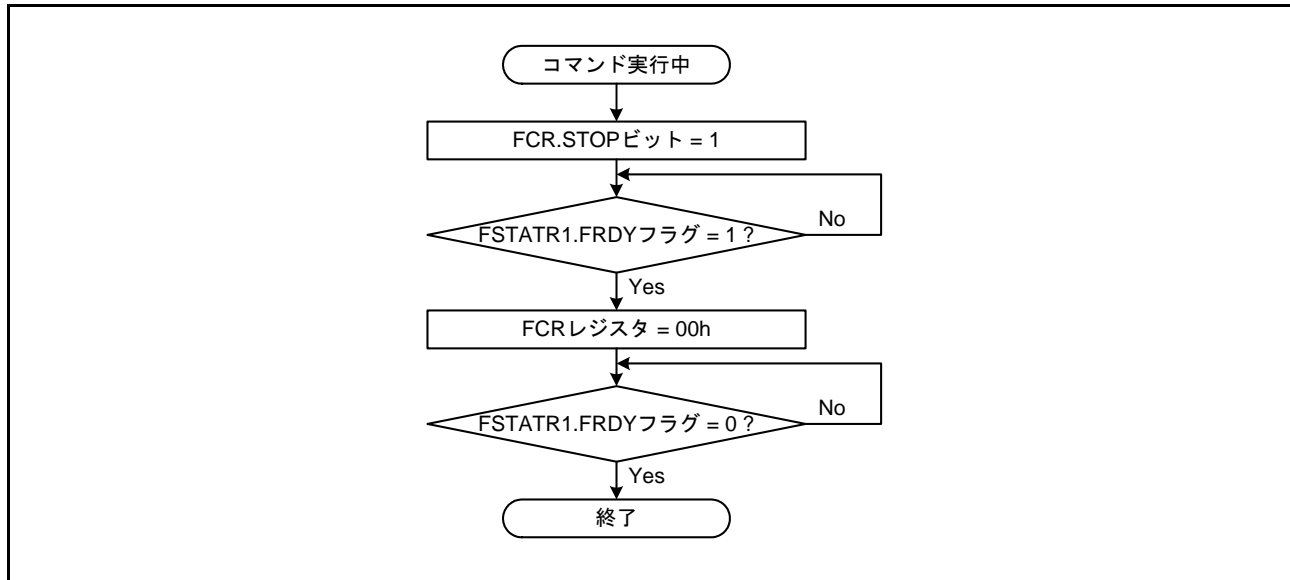 コマンド実行中
FCR.STOPビット = 1
FSTATR1.FRDYフラグ = 1 ?
No
Yes
FCRレジスタ = 00h
FSTATR1.FRDYフラグ = 0 ?
No
Yes
終了